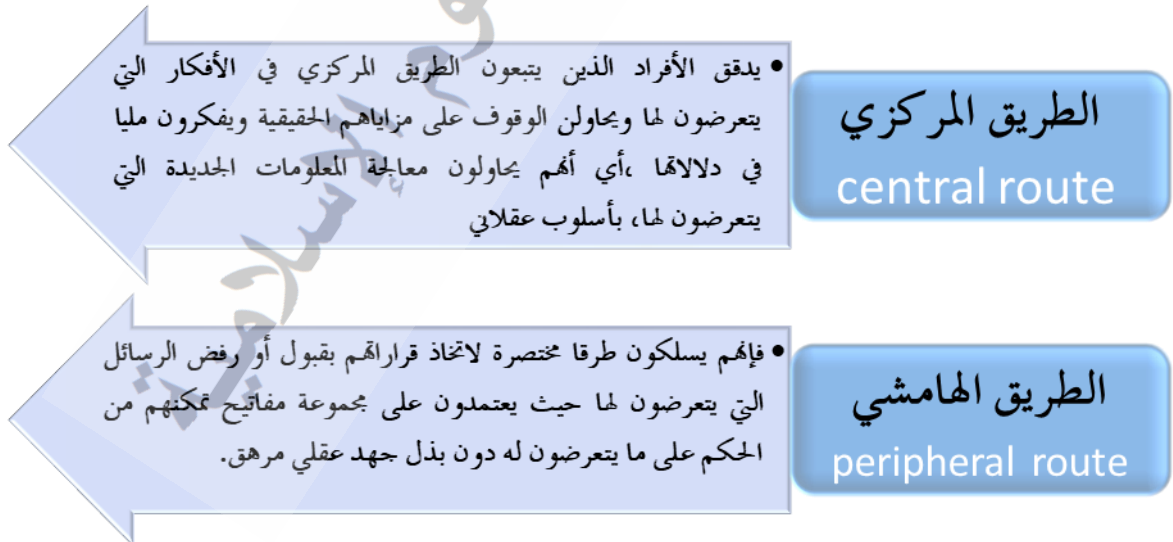 الطريق المركزي
central route
• يدقق الأفراد الذين يتبعون الطريق المركزي في الأفكار التي
يتعرضون لها ويحاولن الوقوف على مزاياهم الحقيقية ويفكرون مليا
في دلالاتها ،أي أنهم يحاولون معالجة المعلومات الجديدة التي
يتعرضون لها، بأسلوب عقلاني
الطريق الهامشي
peripheral route
• فإنهم يسلكون طرقا مختصرة لاتخاذ قراراتهم بقبول أو رفض الرسائل
التي يتعرضون لها حيث يعتمدون على مجموعة مفاتيح تمكنهم من
الحكم على ما يتعرضون له دون بذل جهد عقلي مرهق.